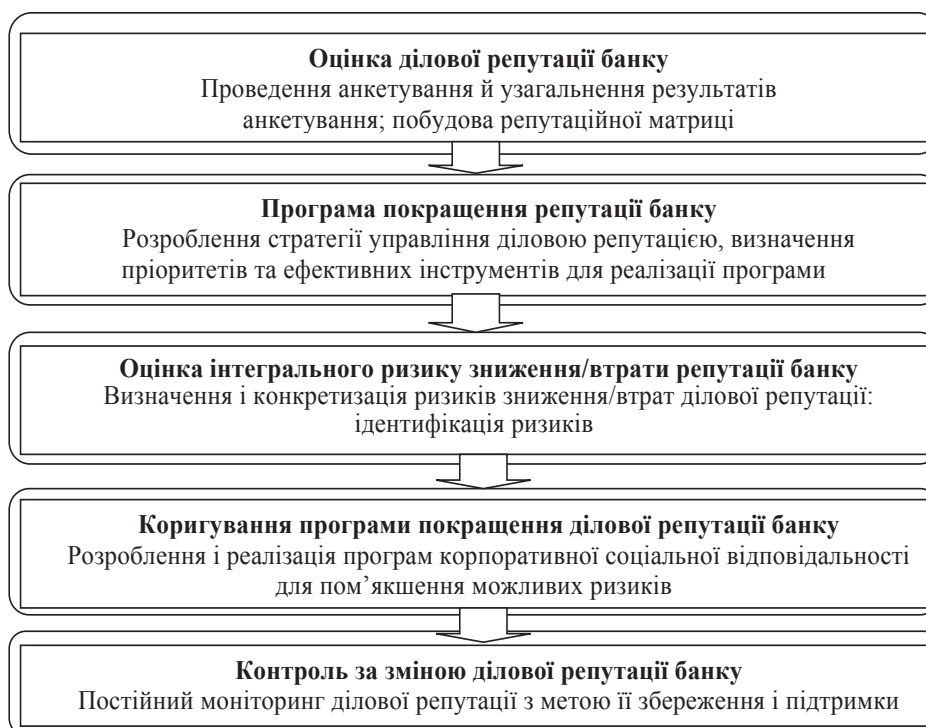 Оцінка ділової репутації банку
Проведення анкетування й узагальнення результатів
анкетування; побудова репутаційної матриці
Програма покращення репутації банку
Розроблення стратегії управління діловою репутацією, визначення
пріоритетів та ефективних інструментів для реалізації програми
Оцінка інтегрального ризику зниження/втрати репутації банку
Визначення і конкретизація ризиків зниження/втрат ділової репутації:
ідентифікація ризиків
Коригування програми покращення ділової репутації банку
Розроблення і реалізація програм корпоративної соціальної відповідальності
для пом’якшення можливих ризиків
Контроль за зміною ділової репутації банку
Постійний моніторинг ділової репутації з метою її збереження і підтримки